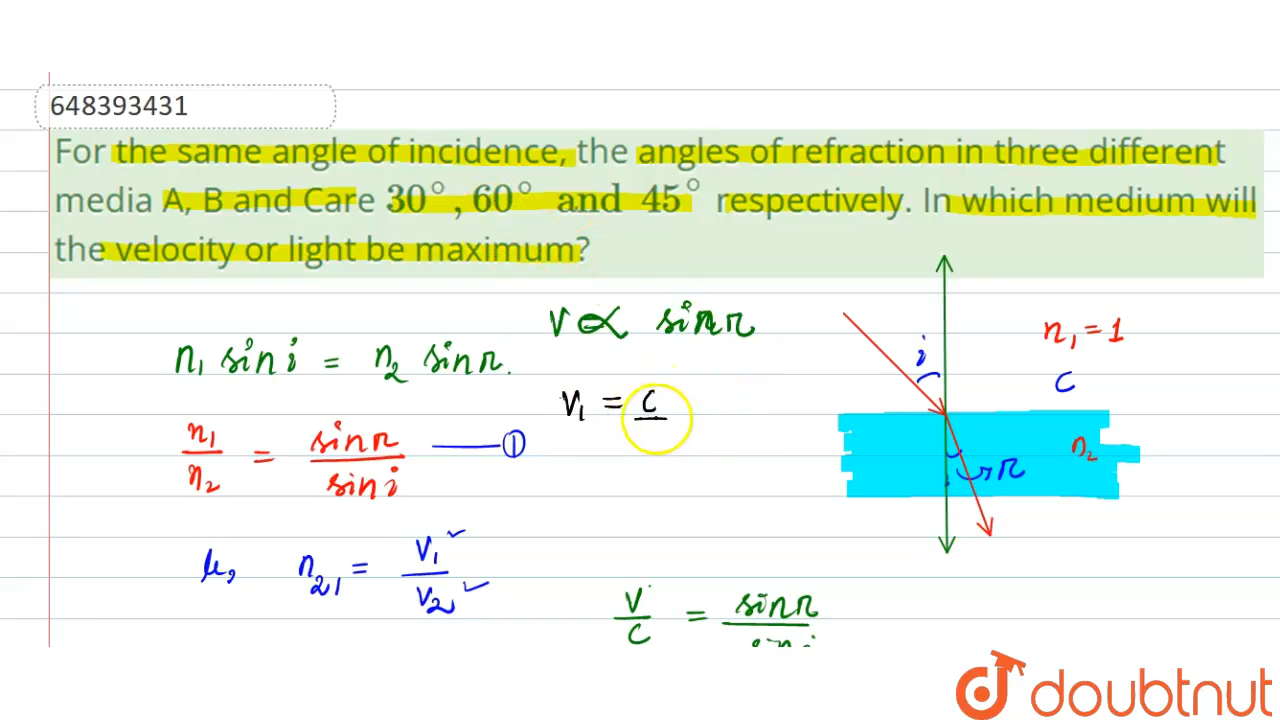 648393431
For the same angle of incidence, the angles of refraction in three different
media A, B and Care 30° , 60° and 45° respectively. In which medium will
the velocity or light be maximum?
V ∝ sin r
n₁ sin i = n₂ sin r.
n₁ = 1
i
C
V₁ = C
n₁/n₂ = sin r/sin i ①
n₂
r
n₂₁ = V₁/V₂
V/C = sin r/sin i
doubtnut